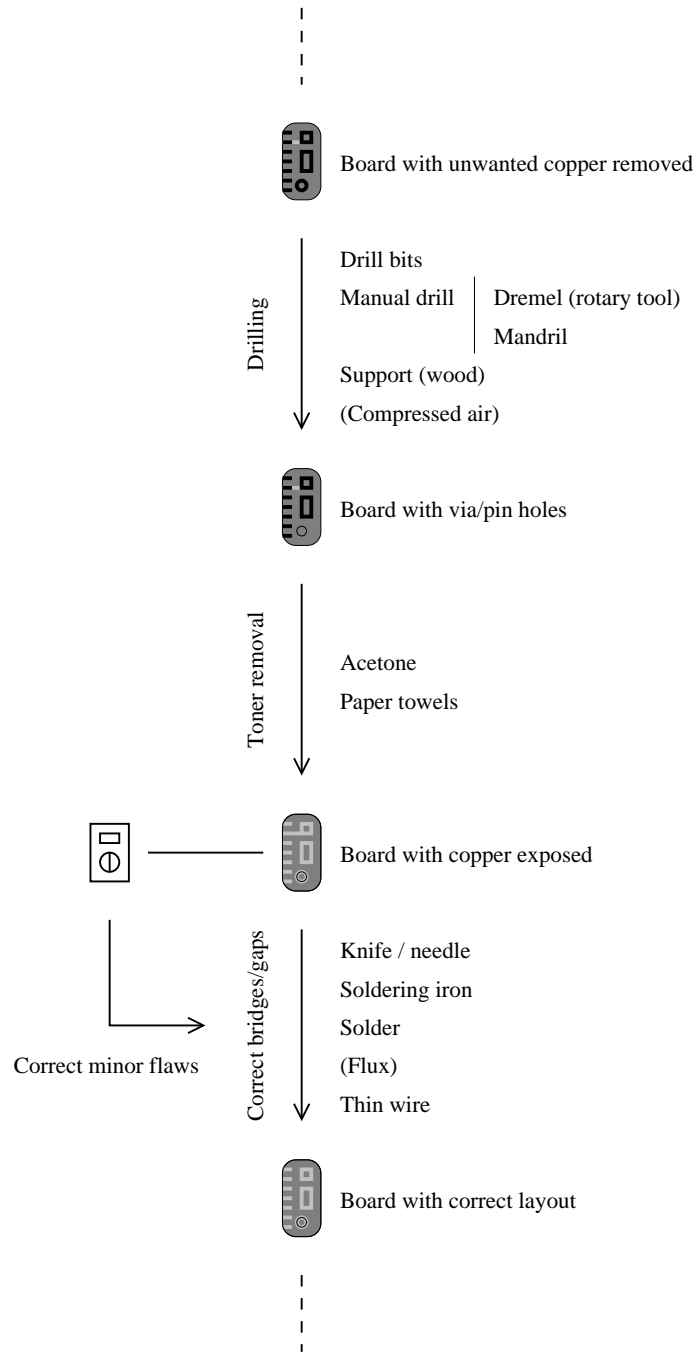 Board with unwanted copper removed
Drilling
Drill bits
Manual drill
Dremel (rotary tool)
Mandril
Support (wood)
(Compressed air)
Board with via/pin holes
Toner removal
Acetone
Paper towels
Board with copper exposed
Correct bridges/gaps
Knife / needle
Soldering iron
Solder
(Flux)
Thin wire
Correct minor flaws
Board with correct layout